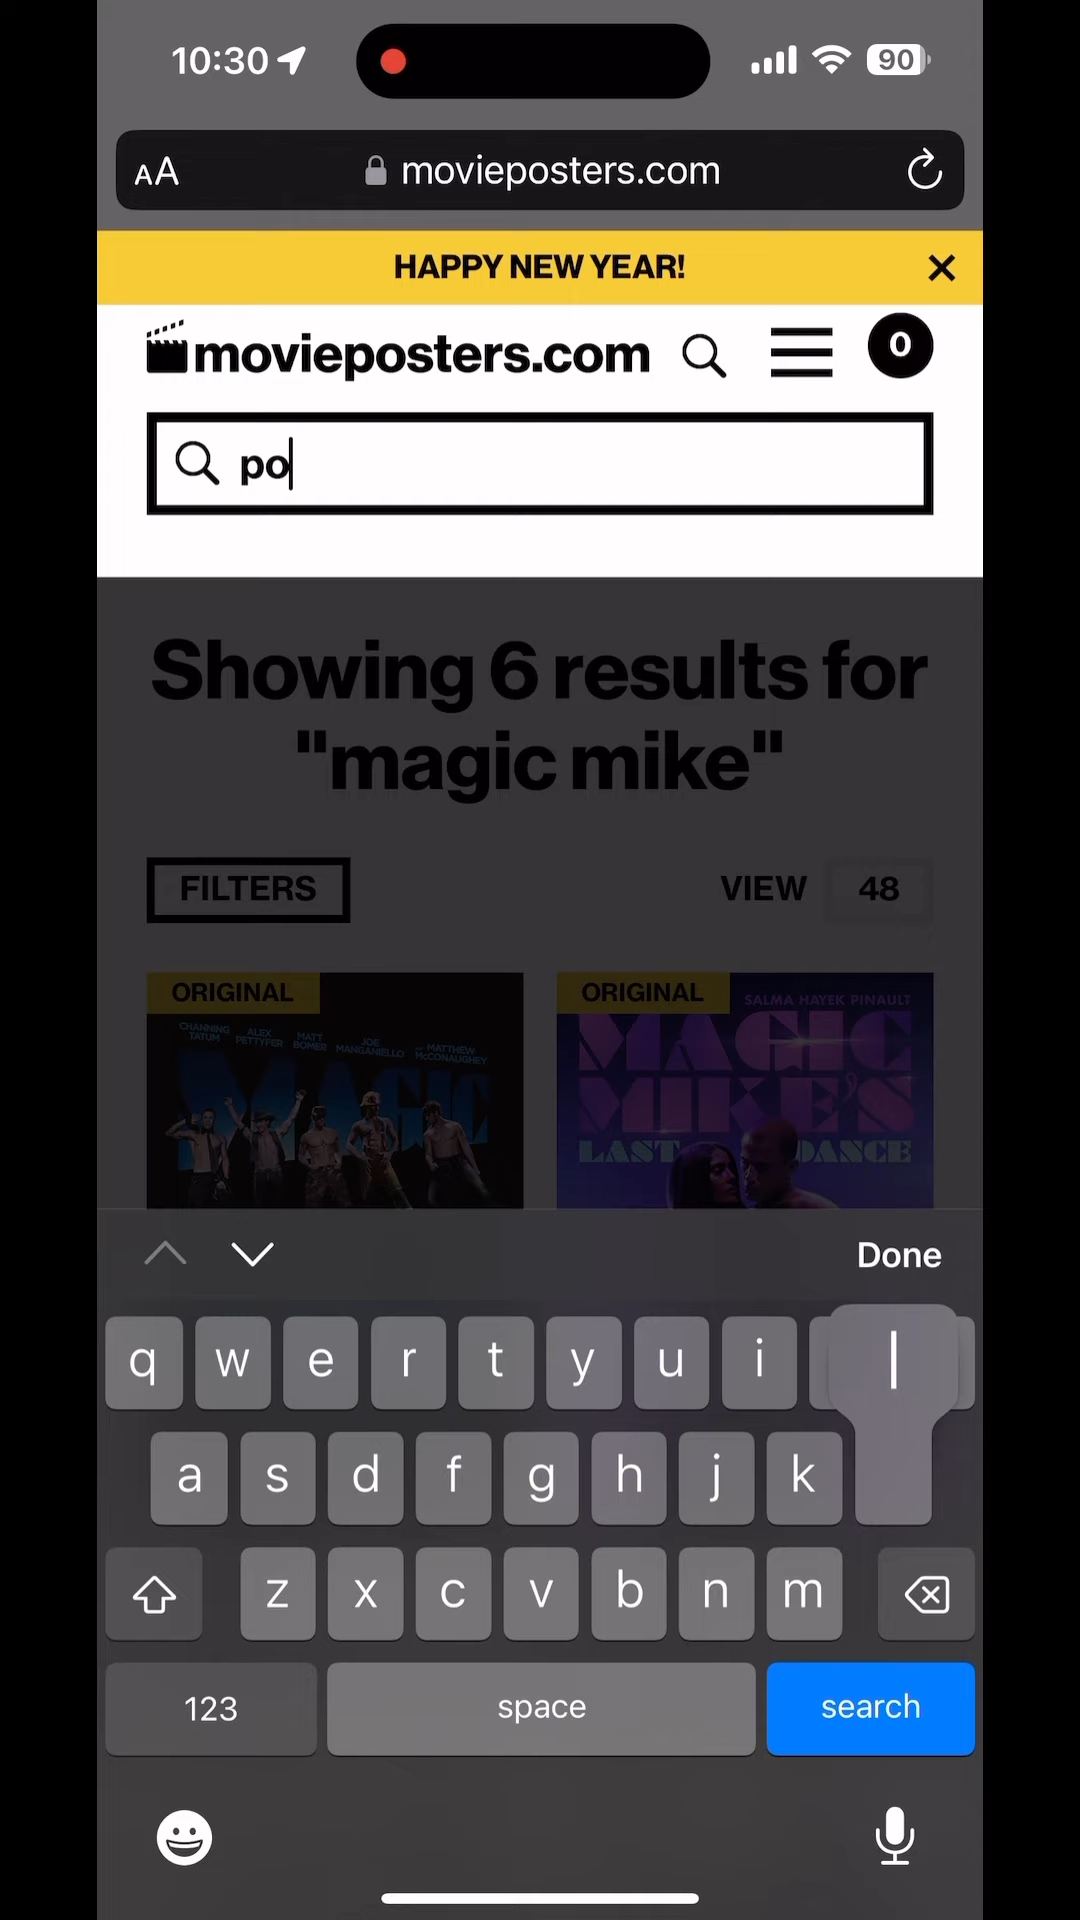 10:30
90
AA
movieposters.com
HAPPY NEW YEAR!
movieposters.com
0
po
Showing 6 results for
"magic mike"
FILTERS
VIEW 48
ORIGINAL
CHANNING TATUM ALEX PETTYFER MATT BOMER JOE MANGANIELLO MATTHEW McCONAUGHEY
MAGIC
ORIGINAL
SALMA HAYEK PINAULT
MAGIC
MIKE'S
LAST DANCE
Done
q w e r t y u i l
a s d f g h j k
z x c v b n m
123 space search